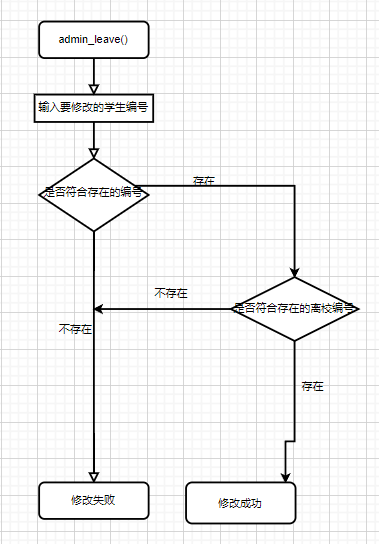 admin_leave()
输入要修改的学生编号
是否符合存在的编号
存在
不存在
是否符合存在的离校编号
不存在
存在
修改失败
修改成功